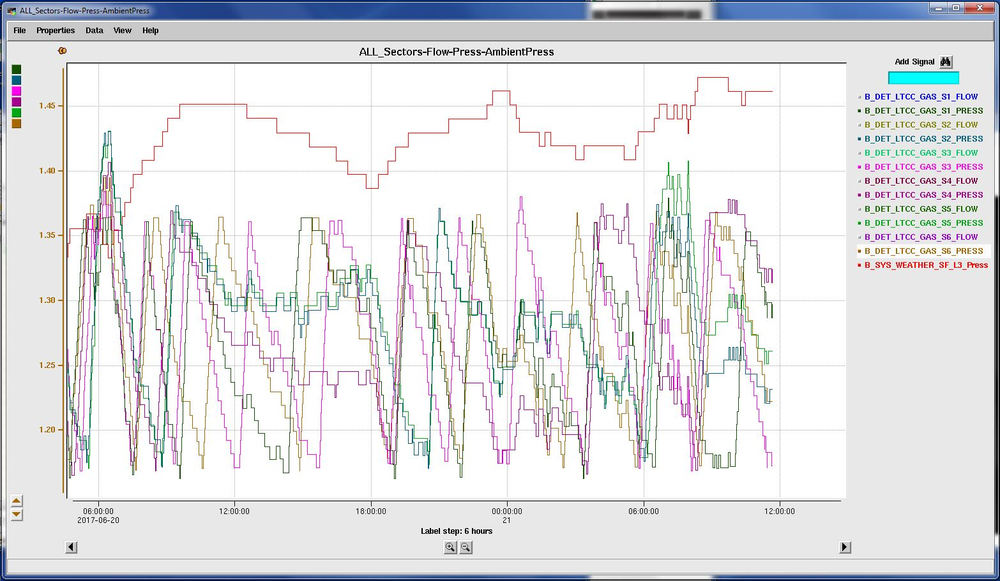 ALL_Sectors-Flow-Press-AmbientPress
File Properties Data View Help
ALL_Sectors-Flow-Press-AmbientPress
Add Signal
1.45
1.40
1.35
1.30
1.25
1.20
B_DET_LTCC_GAS_S1_FLOW
B_DET_LTCC_GAS_S1_PRESS
B_DET_LTCC_GAS_S2_FLOW
B_DET_LTCC_GAS_S2_PRESS
B_DET_LTCC_GAS_S3_FLOW
B_DET_LTCC_GAS_S3_PRESS
B_DET_LTCC_GAS_S4_FLOW
B_DET_LTCC_GAS_S4_PRESS
B_DET_LTCC_GAS_S5_FLOW
B_DET_LTCC_GAS_S5_PRESS
B_DET_LTCC_GAS_S6_FLOW
B_DET_LTCC_GAS_S6_PRESS
B_SYS_WEATHER_SF_L3_Press
06:00:00 12:00:00 18:00:00 00:00:00 06:00:00 12:00:00
2017-06-20 21
Label step: 6 hours